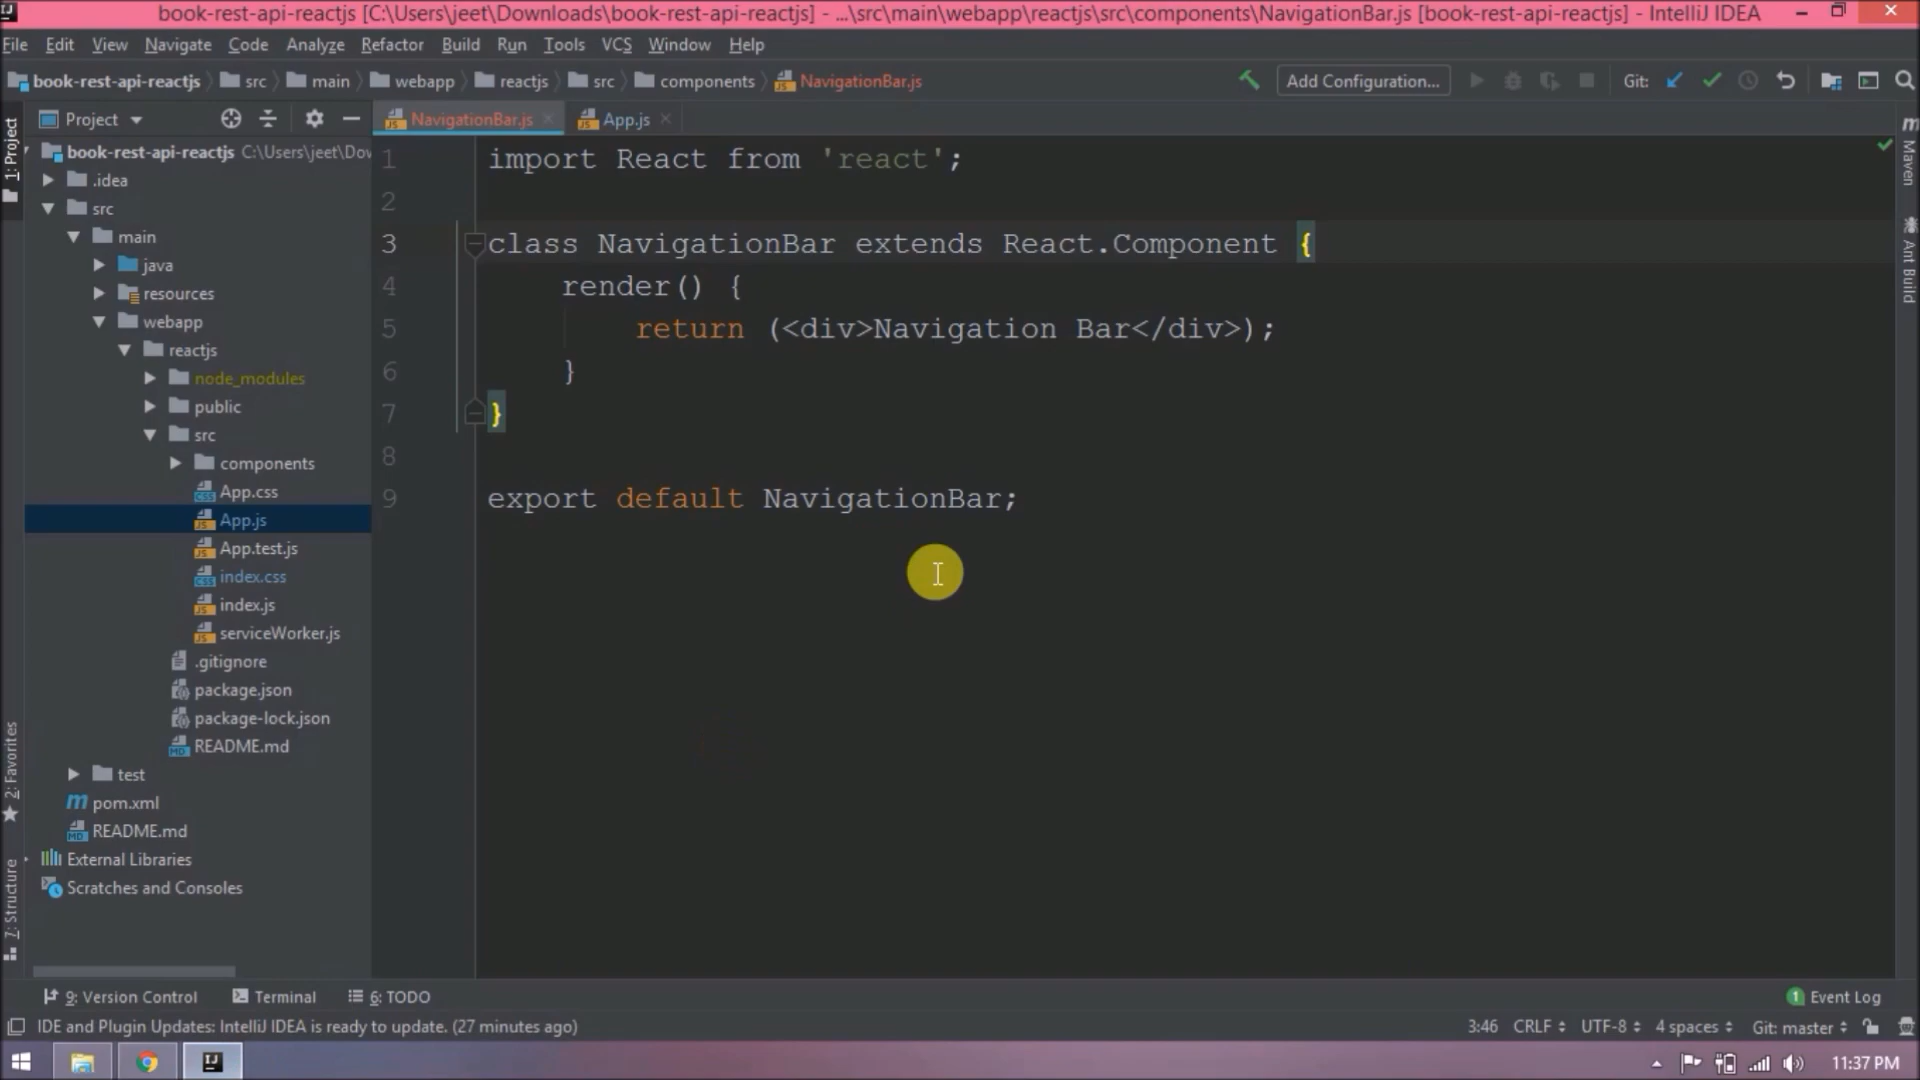 book-rest-api-reactjs [C:\Users\jeet\Downloads\book-rest-api-reactjs] - ...\src\main\webapp\reactjs\src\components\NavigationBar.js [book-rest-api-reactjs] - IntelliJ IDEA
File Edit View Navigate Code Analyze Refactor Build Run Tools VCS Window Help
book-rest-api-reactjs src main webapp reactjs src components NavigationBar.js Add Configuration... Git:
Project NavigationBar.js App.js
1: Project
book-rest-api-reactjs C:\Users\jeet\Dov
.idea
src
main
java
resources
webapp
reactjs
node_modules
public
src
components
App.css
App.js
App.test.js
index.css
index.js
serviceWorker.js
.gitignore
package.json
package-lock.json
README.md
test
pom.xml
README.md
External Libraries
Scratches and Consoles
2: Favorites
7: Structure
1 import React from 'react';
2
3 class NavigationBar extends React.Component {
4 render() {
5 return (<div>Navigation Bar</div>);
6 }
7 }
8
9 export default NavigationBar;
Maven
Ant Build
9: Version Control Terminal 6: TODO 1 Event Log
IDE and Plugin Updates: IntelliJ IDEA is ready to update. (27 minutes ago) 3:46 CRLF UTF-8 4 spaces Git: master
11:37 PM